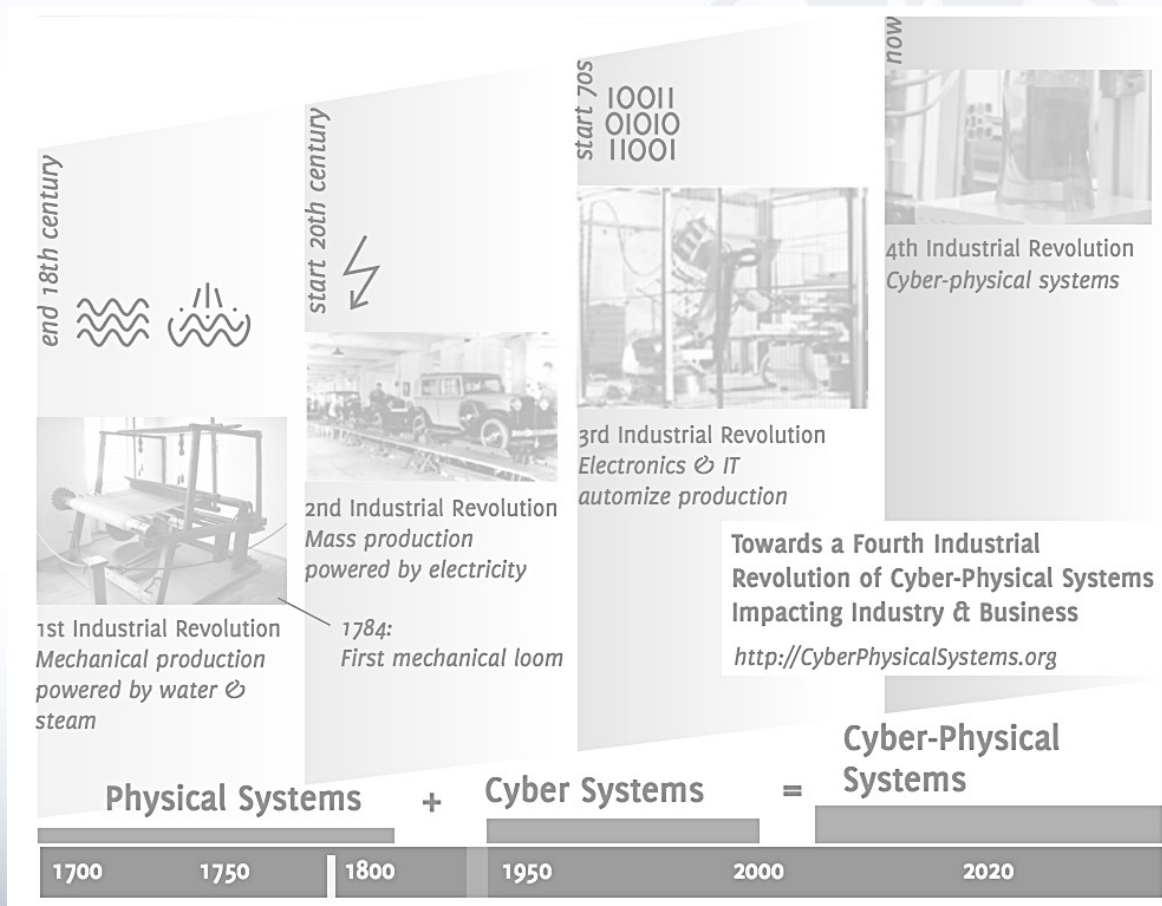 end 18th century
1st Industrial Revolution
Mechanical production
powered by water &
steam
1784:
First mechanical loom
start 20th century
2nd Industrial Revolution
Mass production
powered by electricity
start 70s
10011
01010
11001
3rd Industrial Revolution
Electronics & IT
automize production
now
4th Industrial Revolution
Cyber-physical systems
Towards a Fourth Industrial
Revolution of Cyber-Physical Systems
Impacting Industry & Business
http://CyberPhysicalSystems.org
Physical Systems + Cyber Systems = Cyber-Physical
Systems
1700 1750 1800 1950 2000 2020